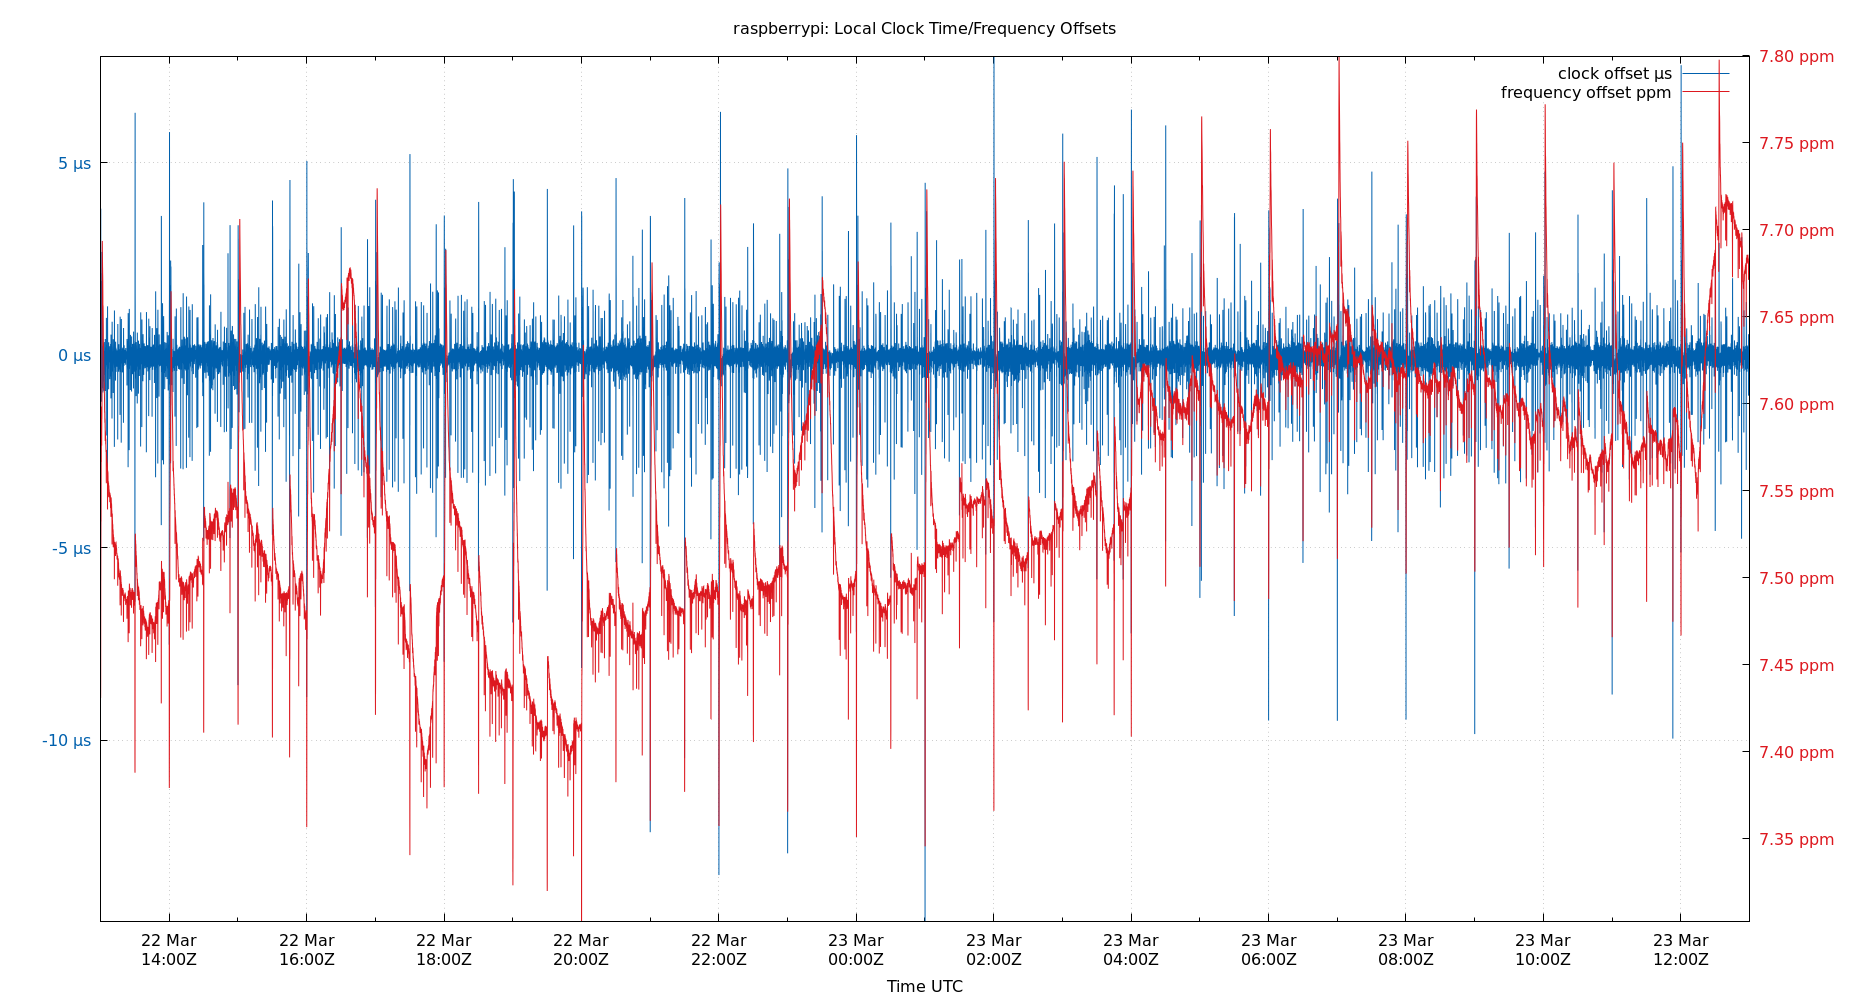 raspberrypi: Local Clock Time/Frequency Offsets
7.80 ppm
clock offset µs
frequency offset ppm
5 µs
0 µs
-5 µs
-10 µs
7.75 ppm
7.70 ppm
7.65 ppm
7.60 ppm
7.55 ppm
7.50 ppm
7.45 ppm
7.40 ppm
7.35 ppm
22 Mar 22 Mar 22 Mar 22 Mar 22 Mar 23 Mar 23 Mar 23 Mar 23 Mar 23 Mar 23 Mar 23 Mar
14:00Z 16:00Z 18:00Z 20:00Z 22:00Z 00:00Z 02:00Z 04:00Z 06:00Z 08:00Z 10:00Z 12:00Z
Time UTC